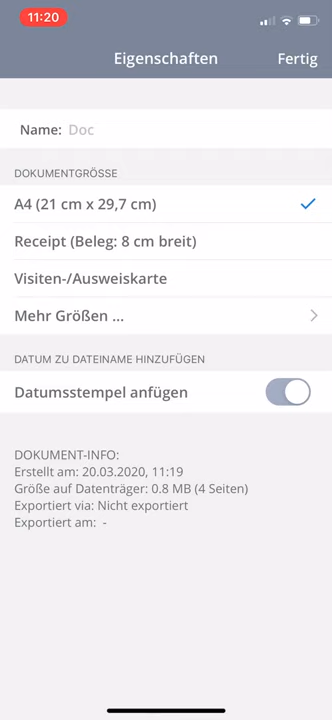 11:20
Eigenschaften
Fertig
Name: Doc
DOKUMENTGRÖSSE
A4 (21 cm x 29,7 cm)
Receipt (Beleg: 8 cm breit)
Visiten-/Ausweiskarte
Mehr Größen ...
DATUM ZU DATEINAME HINZUFÜGEN
Datumsstempel anfügen
DOKUMENT-INFO:
Erstellt am: 20.03.2020, 11:19
Größe auf Datenträger: 0.8 MB (4 Seiten)
Exportiert via: Nicht exportiert
Exportiert am: -